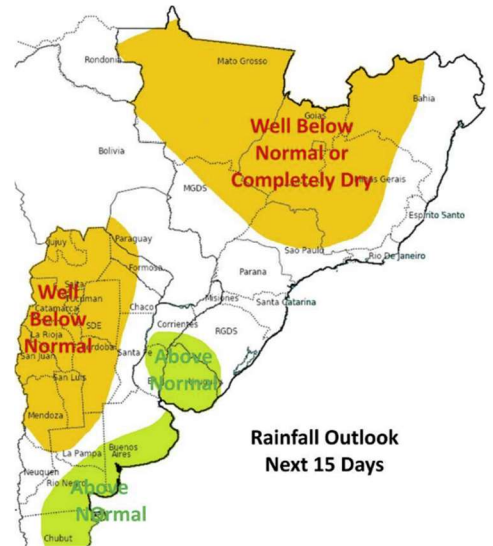 Rondonia
Mato Grosso
Bahia
Goias
Well Below
Normal or
Completely Dry
Bolivia
Minas Gerais
MGDS
Espirito Santo
Sao Paulo
Rio De Janeiro
Jujuy
Paraguay
Parana
Formosa
Salta
Well
Tucuman
Catamarca
Chaco
Misiones
Santa Catarina
Below
SDE
Corrientes
RGDS
La Rioja
Normal
Cordoba
Santa Fe
Above
San Juan
San Luis
Normal
Mendoza
Rainfall Outlook
Next 15 Days
Buenos
Aires
La Pampa
Neuquen
Rio Negro
Above
Normal
Chubut